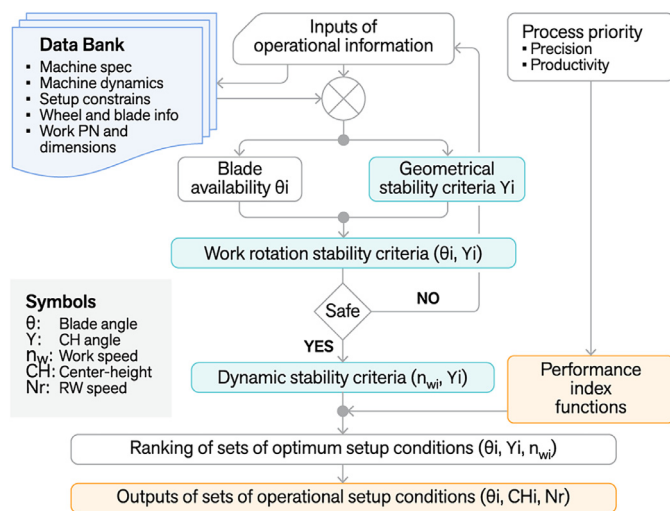 Data Bank
▪ Machine spec
▪ Machine dynamics
▪ Setup constrains
▪ Wheel and blade info
▪ Work PN and
dimensions
Inputs of
operational information
Process priority
▪ Precision
▪ Productivity
Blade
availability θi
Geometrical
stability criteria Yi
Work rotation stability criteria (θi, Yi)
Safe
NO
YES
Symbols
θ: Blade angle
Y: CH angle
nw: Work speed
CH: Center-height
Nr: RW speed
Dynamic stability criteria (nwi, Yi)
Performance
index
functions
Ranking of sets of optimum setup conditions (θi, Yi, nwi)
Outputs of sets of operational setup conditions (θi, CHi, Nr)